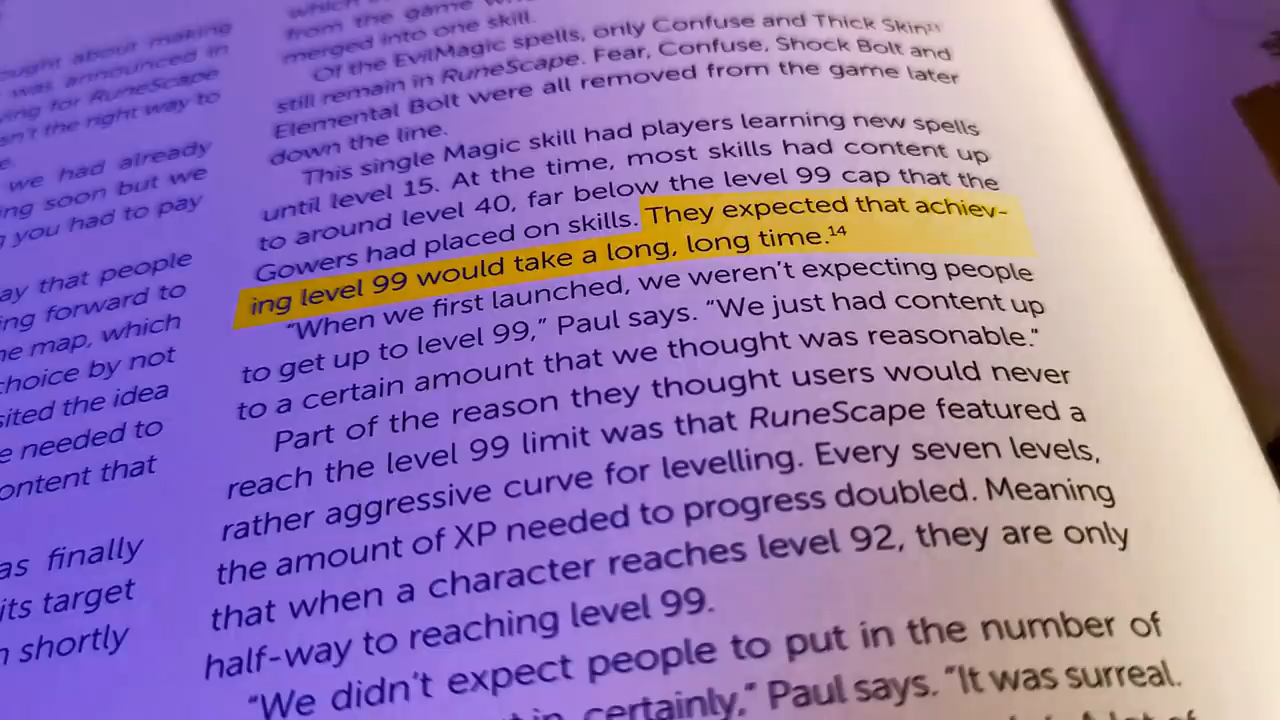 ought about making
was announced in
ing for RuneScape
sn't the right way to
e.
we had already
ing soon but we
you had to pay
ay that people
ing forward to
he map, which
choice by not
sited the idea
e needed to
ontent that
as finally
its target
n shortly
which
from the game
merged into one skill.
Of the EvilMagic spells, only Confuse and Thick Skin
still remain in RuneScape. Fear, Confuse, Shock Bolt and
Elemental Bolt were all removed from the game later
down the line.
This single Magic skill had players learning new spells
until level 15. At the time, most skills had content up
to around level 40, far below the level 99 cap that the
Gowers had placed on skills. They expected that achiev-
ing level 99 would take a long, long time.14
"When we first launched, we weren't expecting people
to get up to level 99," Paul says. "We just had content up
to a certain amount that we thought was reasonable."
Part of the reason they thought users would never
reach the level 99 limit was that RuneScape featured a
rather aggressive curve for levelling. Every seven levels,
the amount of XP needed to progress doubled. Meaning
that when a character reaches level 92, they are only
half-way to reaching level 99.
"We didn't expect people to put in the number of
in, certainly," Paul says. "It was surreal.